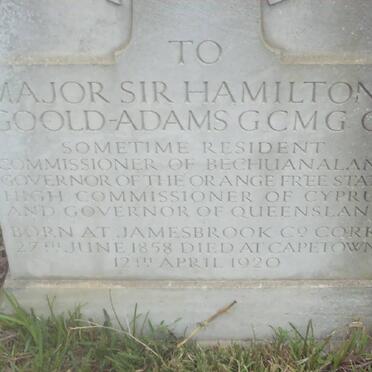 TO
MAJOR SIR HAMILTON
GOOLD-ADAMS GCMG C
SOMETIME RESIDENT
COMMISSIONER OF BECHUANALAN
GOVERNOR OF THE ORANGE FREE STAT
HIGH COMMISSIONER OF CYPRU
AND GOVERNOR OF QUEENSLAN
BORN AT JAMESBROOK Cº CORK
27TH JUNE 1858 DIED AT CAPETOWN
12TH APRIL 1920